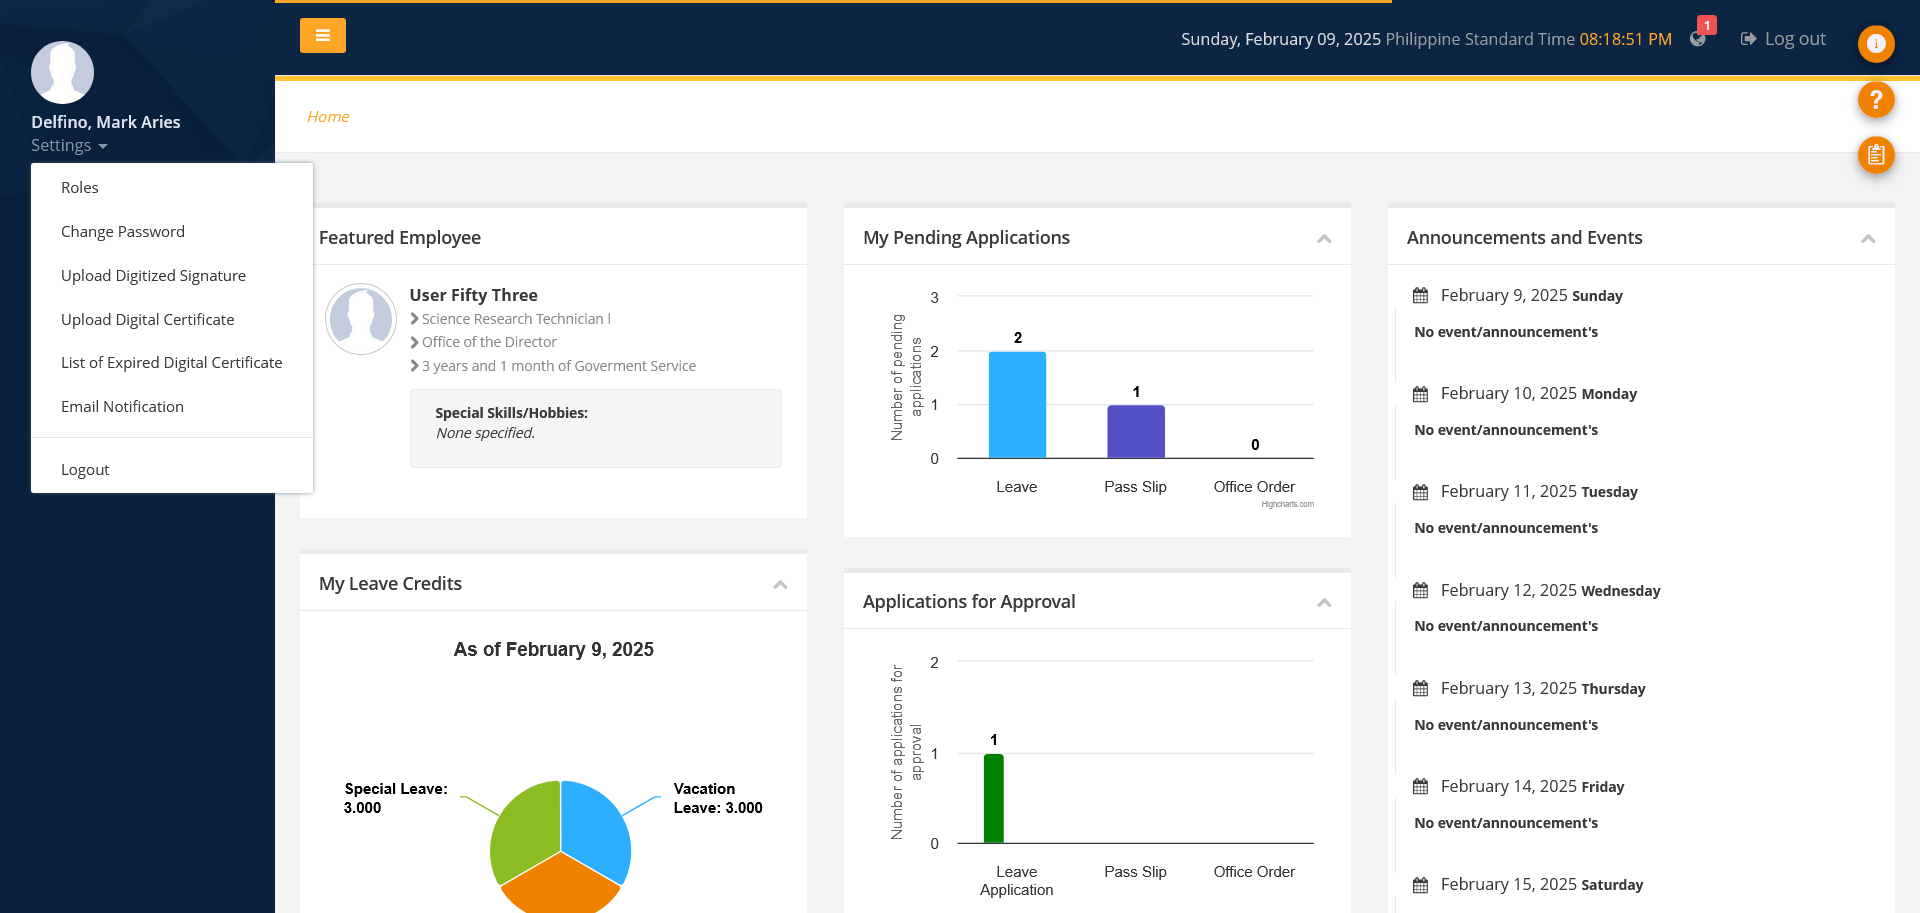 Delfino, Mark Aries
Settings
Roles
Change Password
Upload Digitized Signature
Upload Digital Certificate
List of Expired Digital Certificate
Email Notification
Logout
Sunday, February 09, 2025 Philippine Standard Time 08:18:51 PM
1
Log out
i
?
Home
Featured Employee
User Fifty Three
Science Research Technician I
Office of the Director
3 years and 1 month of Goverment Service
Special Skills/Hobbies:
None specified.
My Leave Credits
As of February 9, 2025
Special Leave:
3.000
Vacation
Leave: 3.000
My Pending Applications
Number of pending
applications
3
2
1
0
2
1
0
Leave
Pass Slip
Office Order
Highcharts.com
Applications for Approval
Number of applications for
approval
2
1
0
1
Leave
Application
Pass Slip
Office Order
Announcements and Events
February 9, 2025 Sunday
No event/announcement's
February 10, 2025 Monday
No event/announcement's
February 11, 2025 Tuesday
No event/announcement's
February 12, 2025 Wednesday
No event/announcement's
February 13, 2025 Thursday
No event/announcement's
February 14, 2025 Friday
No event/announcement's
February 15, 2025 Saturday